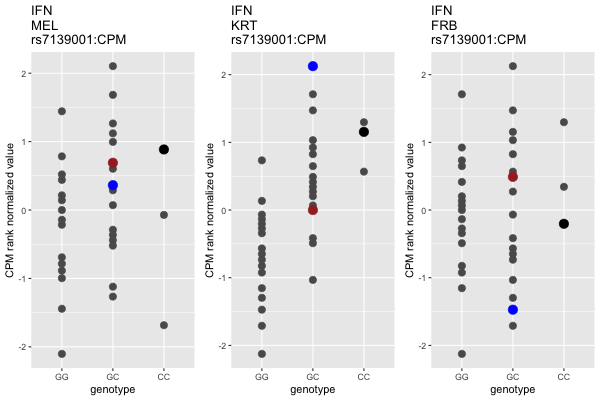 IFN
MEL
rs7139001:CPM
IFN
KRT
rs7139001:CPM
IFN
FRB
rs7139001:CPM
CPM rank normalized value
2
1
0
-1
-2
GG GC CC
genotype
CPM rank normalized value
2
1
0
-1
-2
GG GC CC
genotype
CPM rank normalized value
2
1
0
-1
-2
GG GC CC
genotype